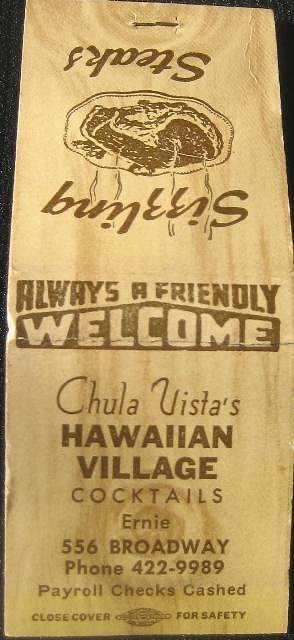 Sizzling
Steaks
ALWAYS A FRIENDLY
WELCOME
Chula Vista's
HAWAIIAN
VILLAGE
COCKTAILS
Ernie
556 BROADWAY
Phone 422-9989
Payroll Checks Cashed
CLOSE COVER FOR SAFETY